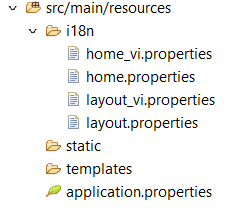 src/main/resources
i18n
home_vi.properties
home.properties
layout_vi.properties
layout.properties
static
templates
application.properties